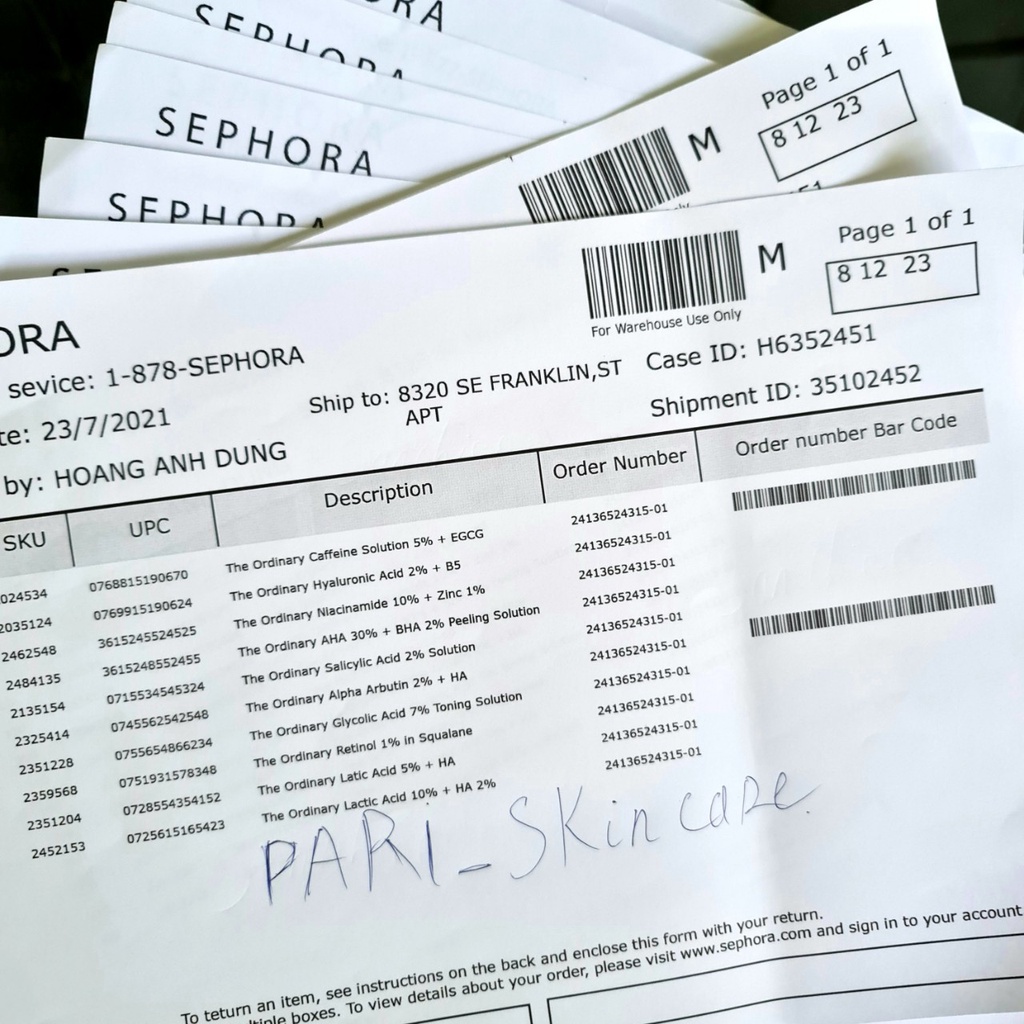 RA
SEPHORA
SEPHORA
SEPHORA
Page 1 of 1
M
8 12 23
Page 1 of 1
M
8 12 23
For Warehouse Use Only
ORA
sevice: 1-878-SEPHORA
Ship to: 8320 SE FRANKLIN,ST
APT
Case ID: H6352451
te: 23/7/2021
Shipment ID: 35102452
by: HOANG ANH DUNG
SKU UPC Description Order Number Order number Bar Code
024534 0768815190670 The Ordinary Caffeine Solution 5% + EGCG 24136524315-01
2035124 0769915190624 The Ordinary Hyaluronic Acid 2% + B5 24136524315-01
2462548 3615245524525 The Ordinary Niacinamide 10% + Zinc 1% 24136524315-01
2484135 3615248552455 The Ordinary AHA 30% + BHA 2% Peeling Solution 24136524315-01
2135154 0715534545324 The Ordinary Salicylic Acid 2% Solution 24136524315-01
2325414 0745562542548 The Ordinary Alpha Arbutin 2% + HA 24136524315-01
2351228 0755654866234 The Ordinary Glycolic Acid 7% Toning Solution 24136524315-01
2359568 0751931578348 The Ordinary Retinol 1% in Squalane 24136524315-01
2351204 0728554354152 The Ordinary Latic Acid 5% + HA 24136524315-01
2452153 0725615165423 The Ordinary Lactic Acid 10% + HA 2% 24136524315-01
PARI_Skincare
To teturn an item, see instructions on the back and enclose this form with your return.
tiple boxes. To view details about your order, please visit www.sephora.com and sign in to your account